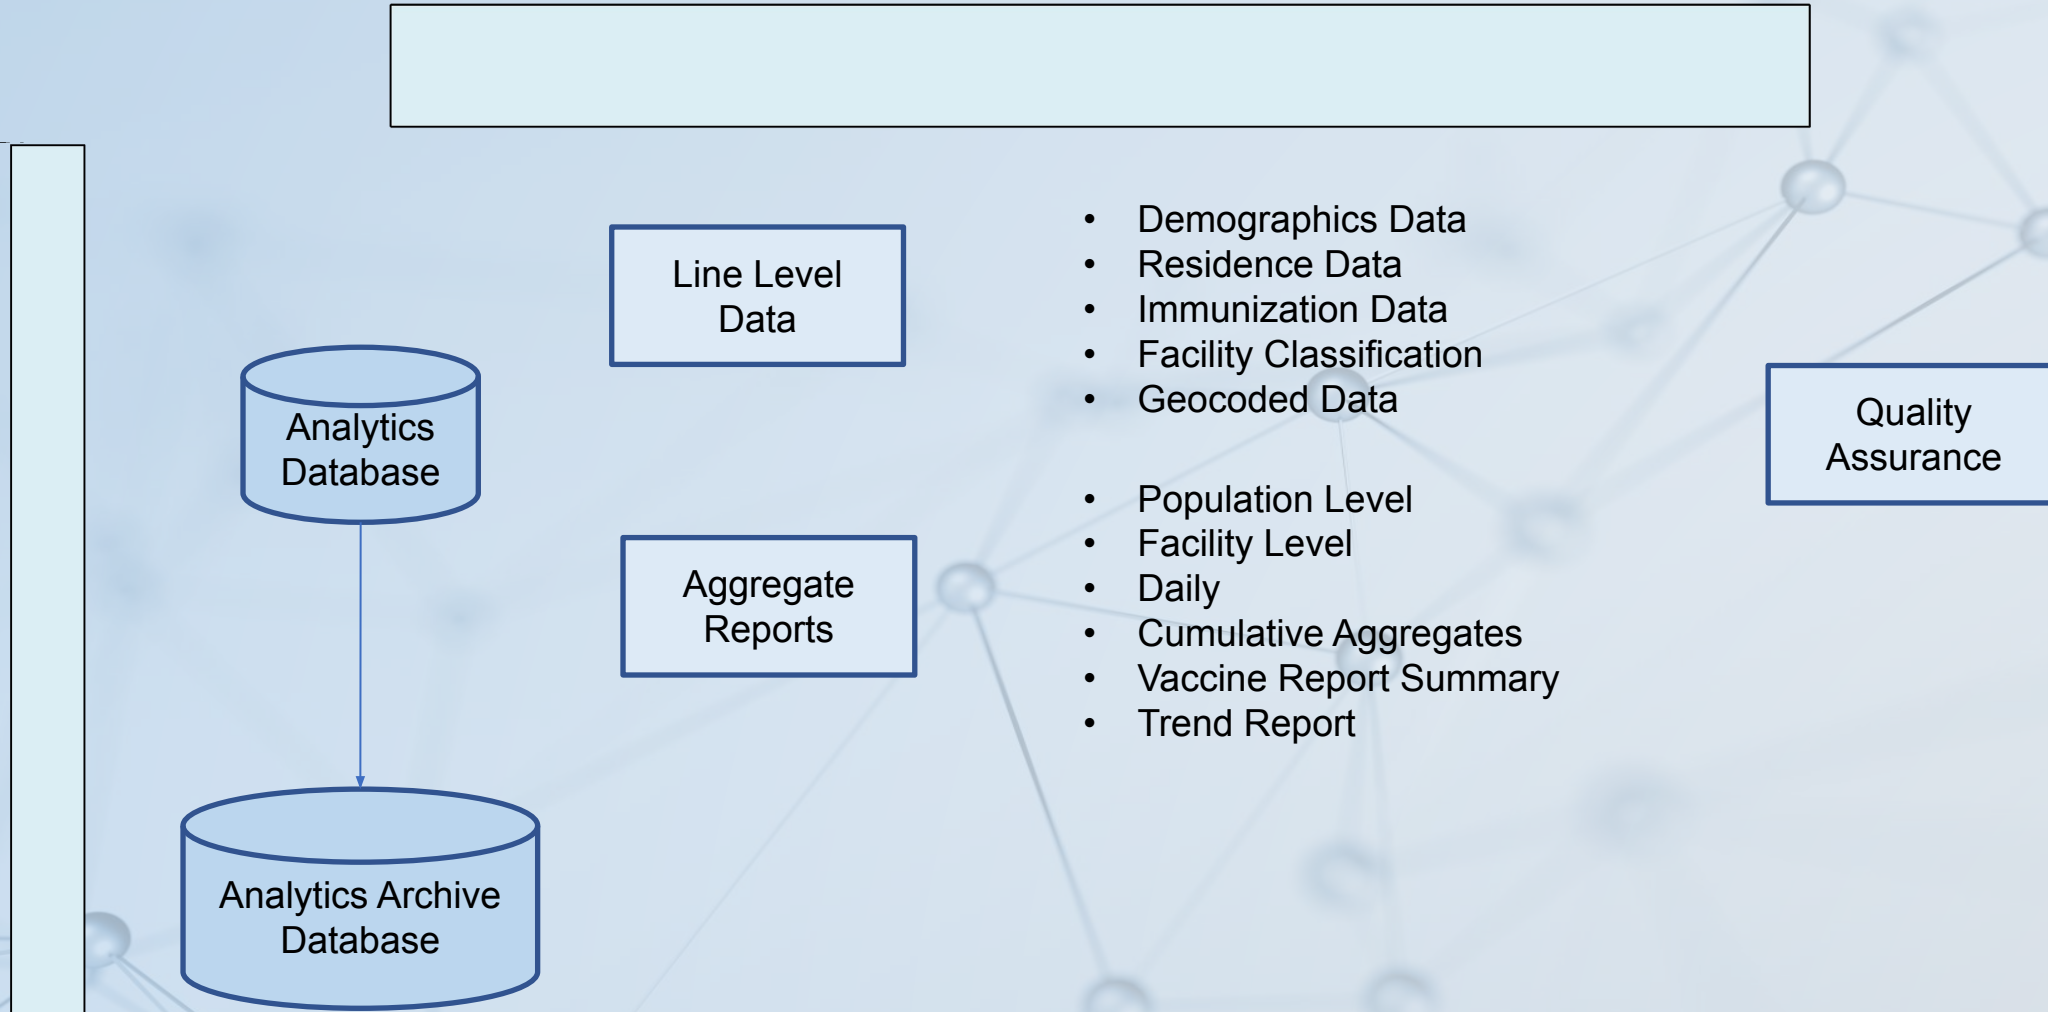 Line Level
Data
• Demographics Data
• Residence Data
• Immunization Data
• Facility Classification
• Geocoded Data
Analytics
Database
Quality
Assurance
Aggregate
Reports
• Population Level
• Facility Level
• Daily
• Cumulative Aggregates
• Vaccine Report Summary
• Trend Report
Analytics Archive
Database